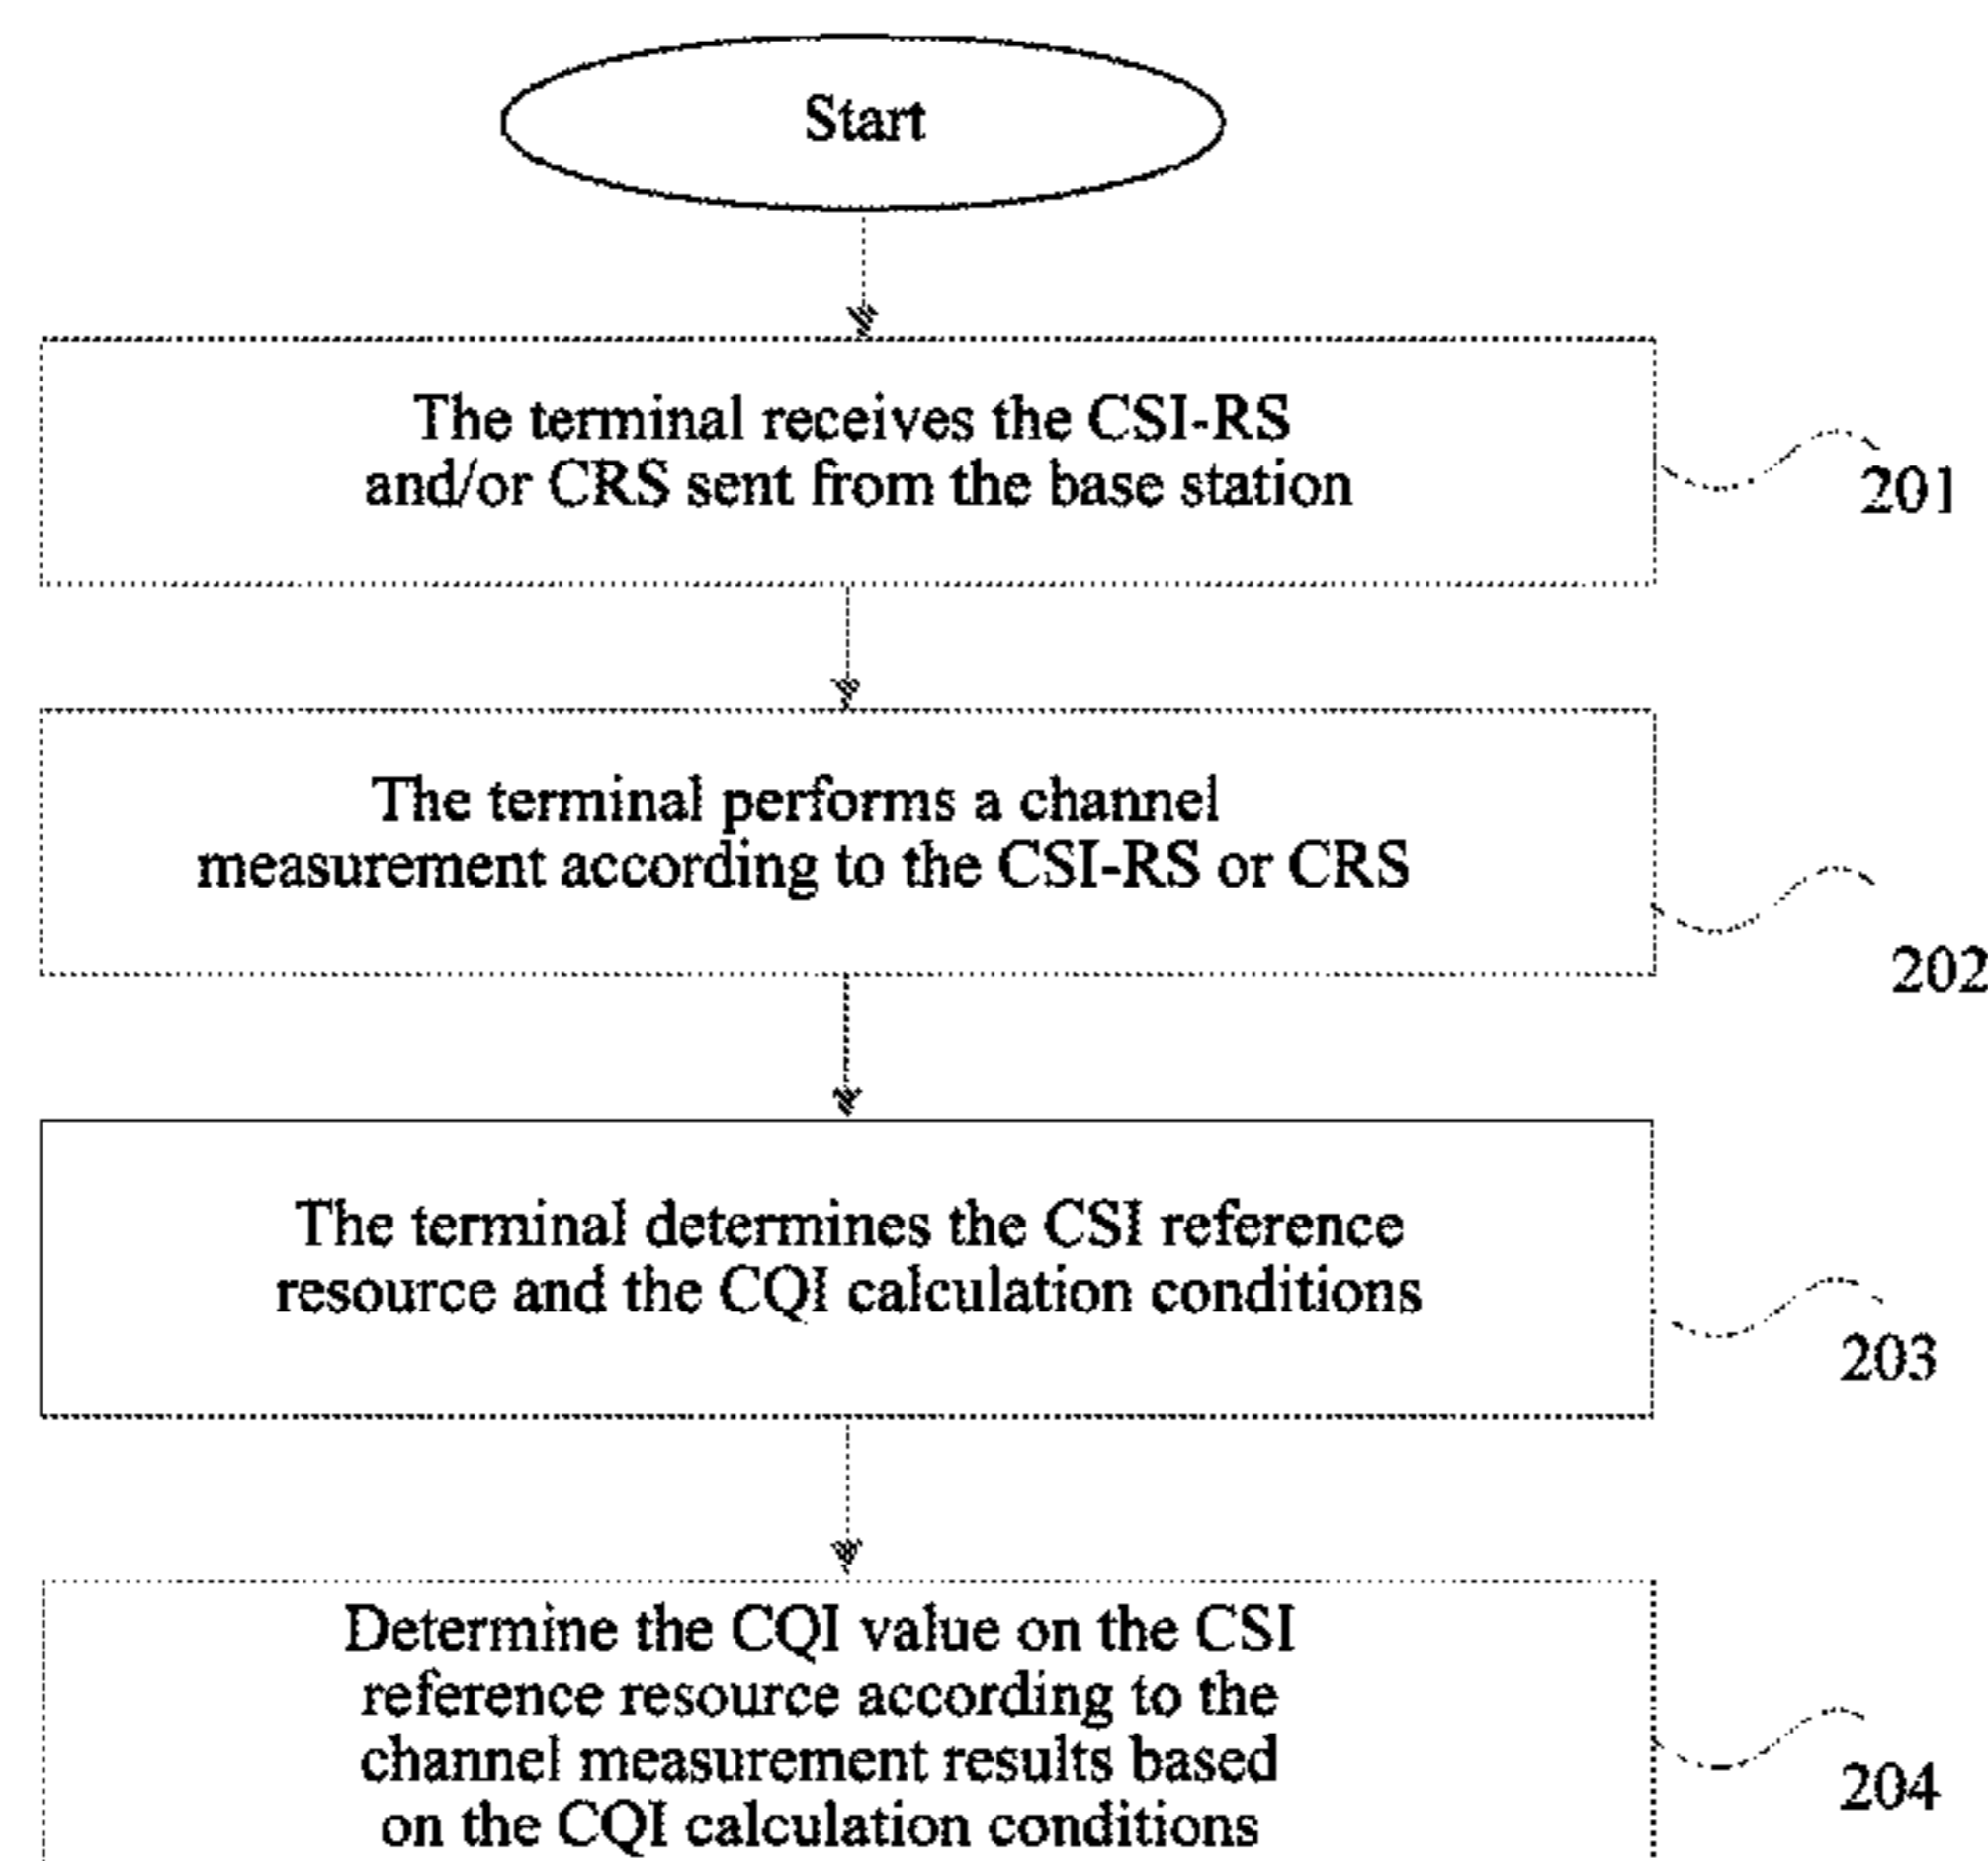 Start
The terminal receives the CSI-RS
and/or CRS sent from the base station
201
The terminal performs a channel
measurement according to the CSI-RS or CRS
202
The terminal determines the CSI reference
resource and the CQI calculation conditions
203
Determine the CQI value on the CSI
reference resource according to the
channel measurement results based
on the CQI calculation conditions
204